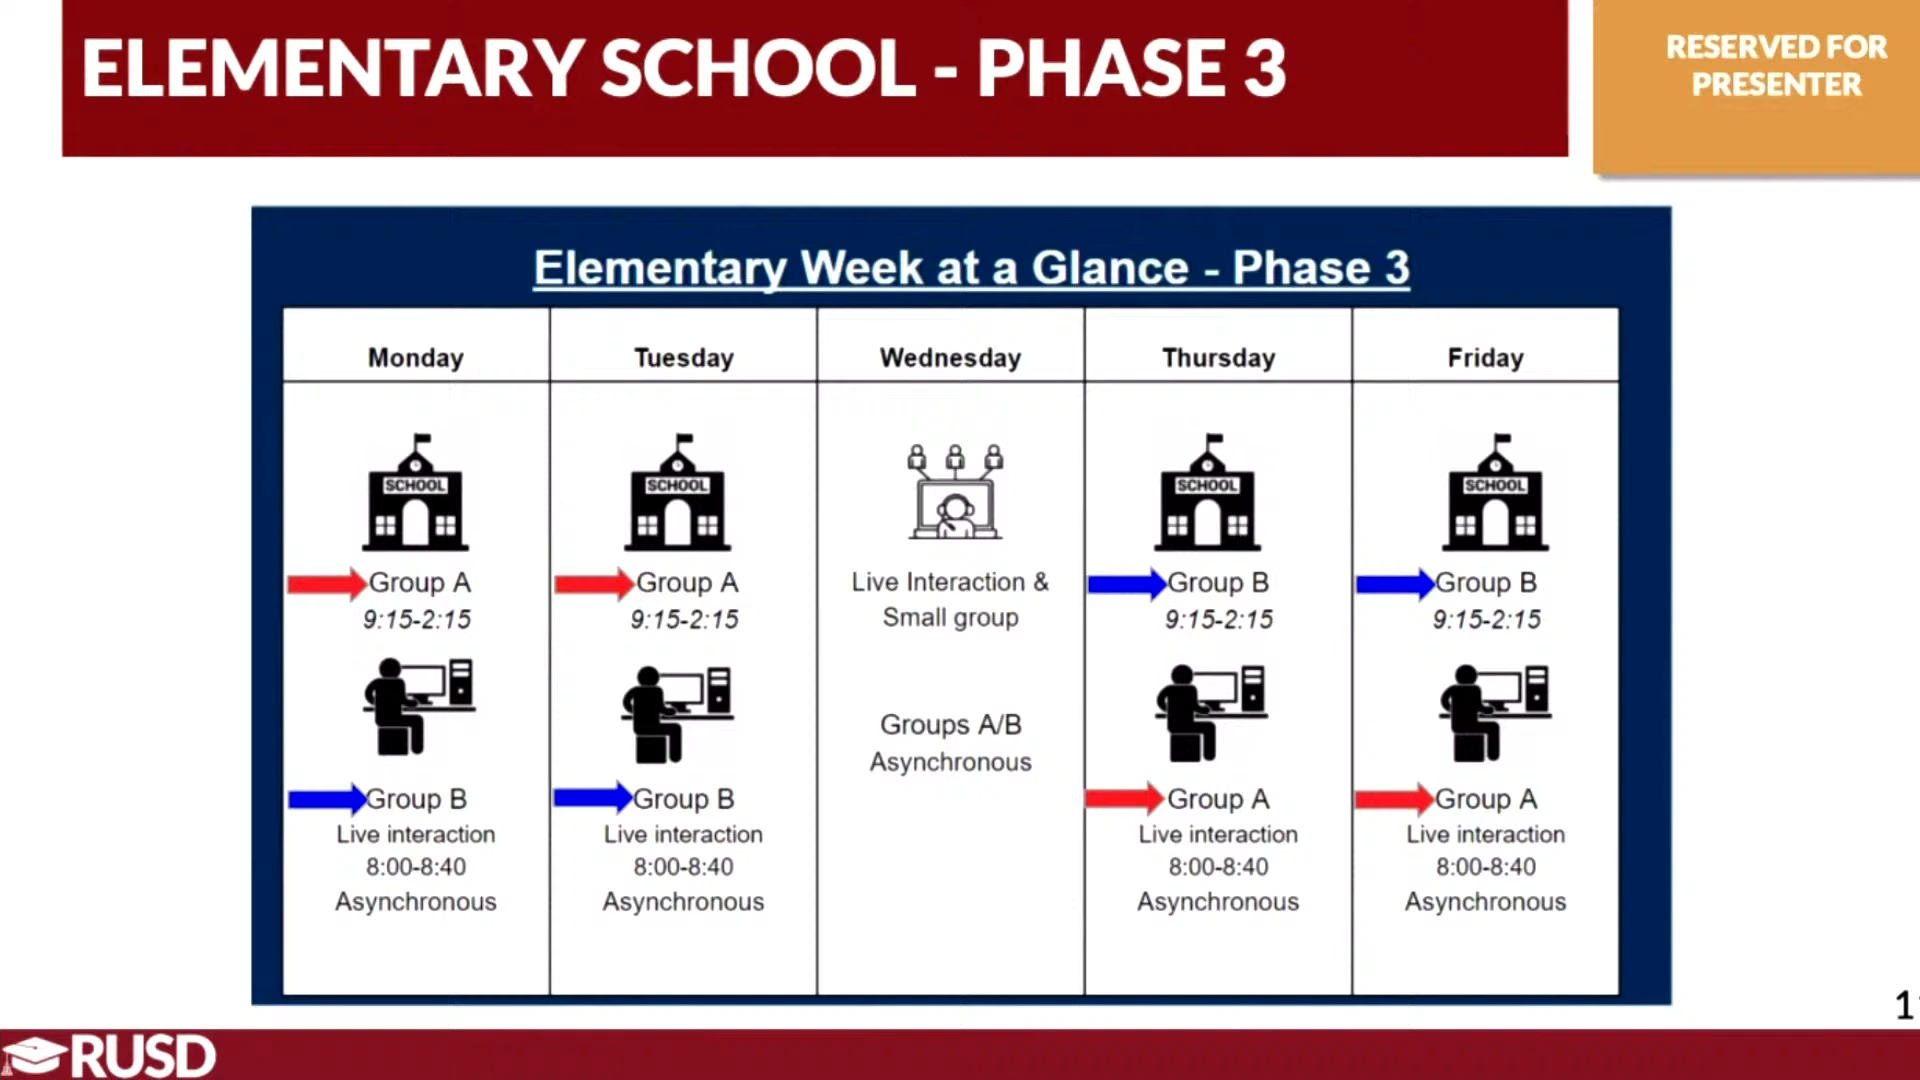 ELEMENTARY SCHOOL - PHASE 3
RESERVED FOR
PRESENTER
Elementary Week at a Glance - Phase 3
Monday
Tuesday
Wednesday
Thursday
Friday
SCHOOL
Group A
9:15-2:15
Group B
Live interaction
8:00-8:40
Asynchronous
SCHOOL
Group A
9:15-2:15
Group B
Live interaction
8:00-8:40
Asynchronous
Live Interaction &
Small group
Groups A/B
Asynchronous
SCHOOL
Group B
9:15-2:15
Group A
Live interaction
8:00-8:40
Asynchronous
SCHOOL
Group B
9:15-2:15
Group A
Live interaction
8:00-8:40
Asynchronous
RUSD